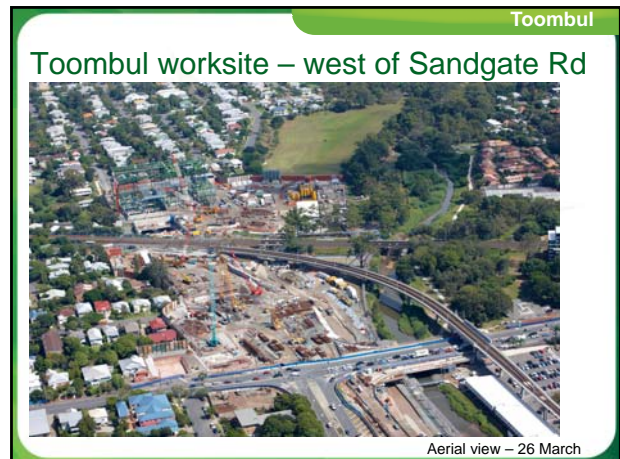 Toombul
Toombul worksite – west of Sandgate Rd
Aerial view – 26 March